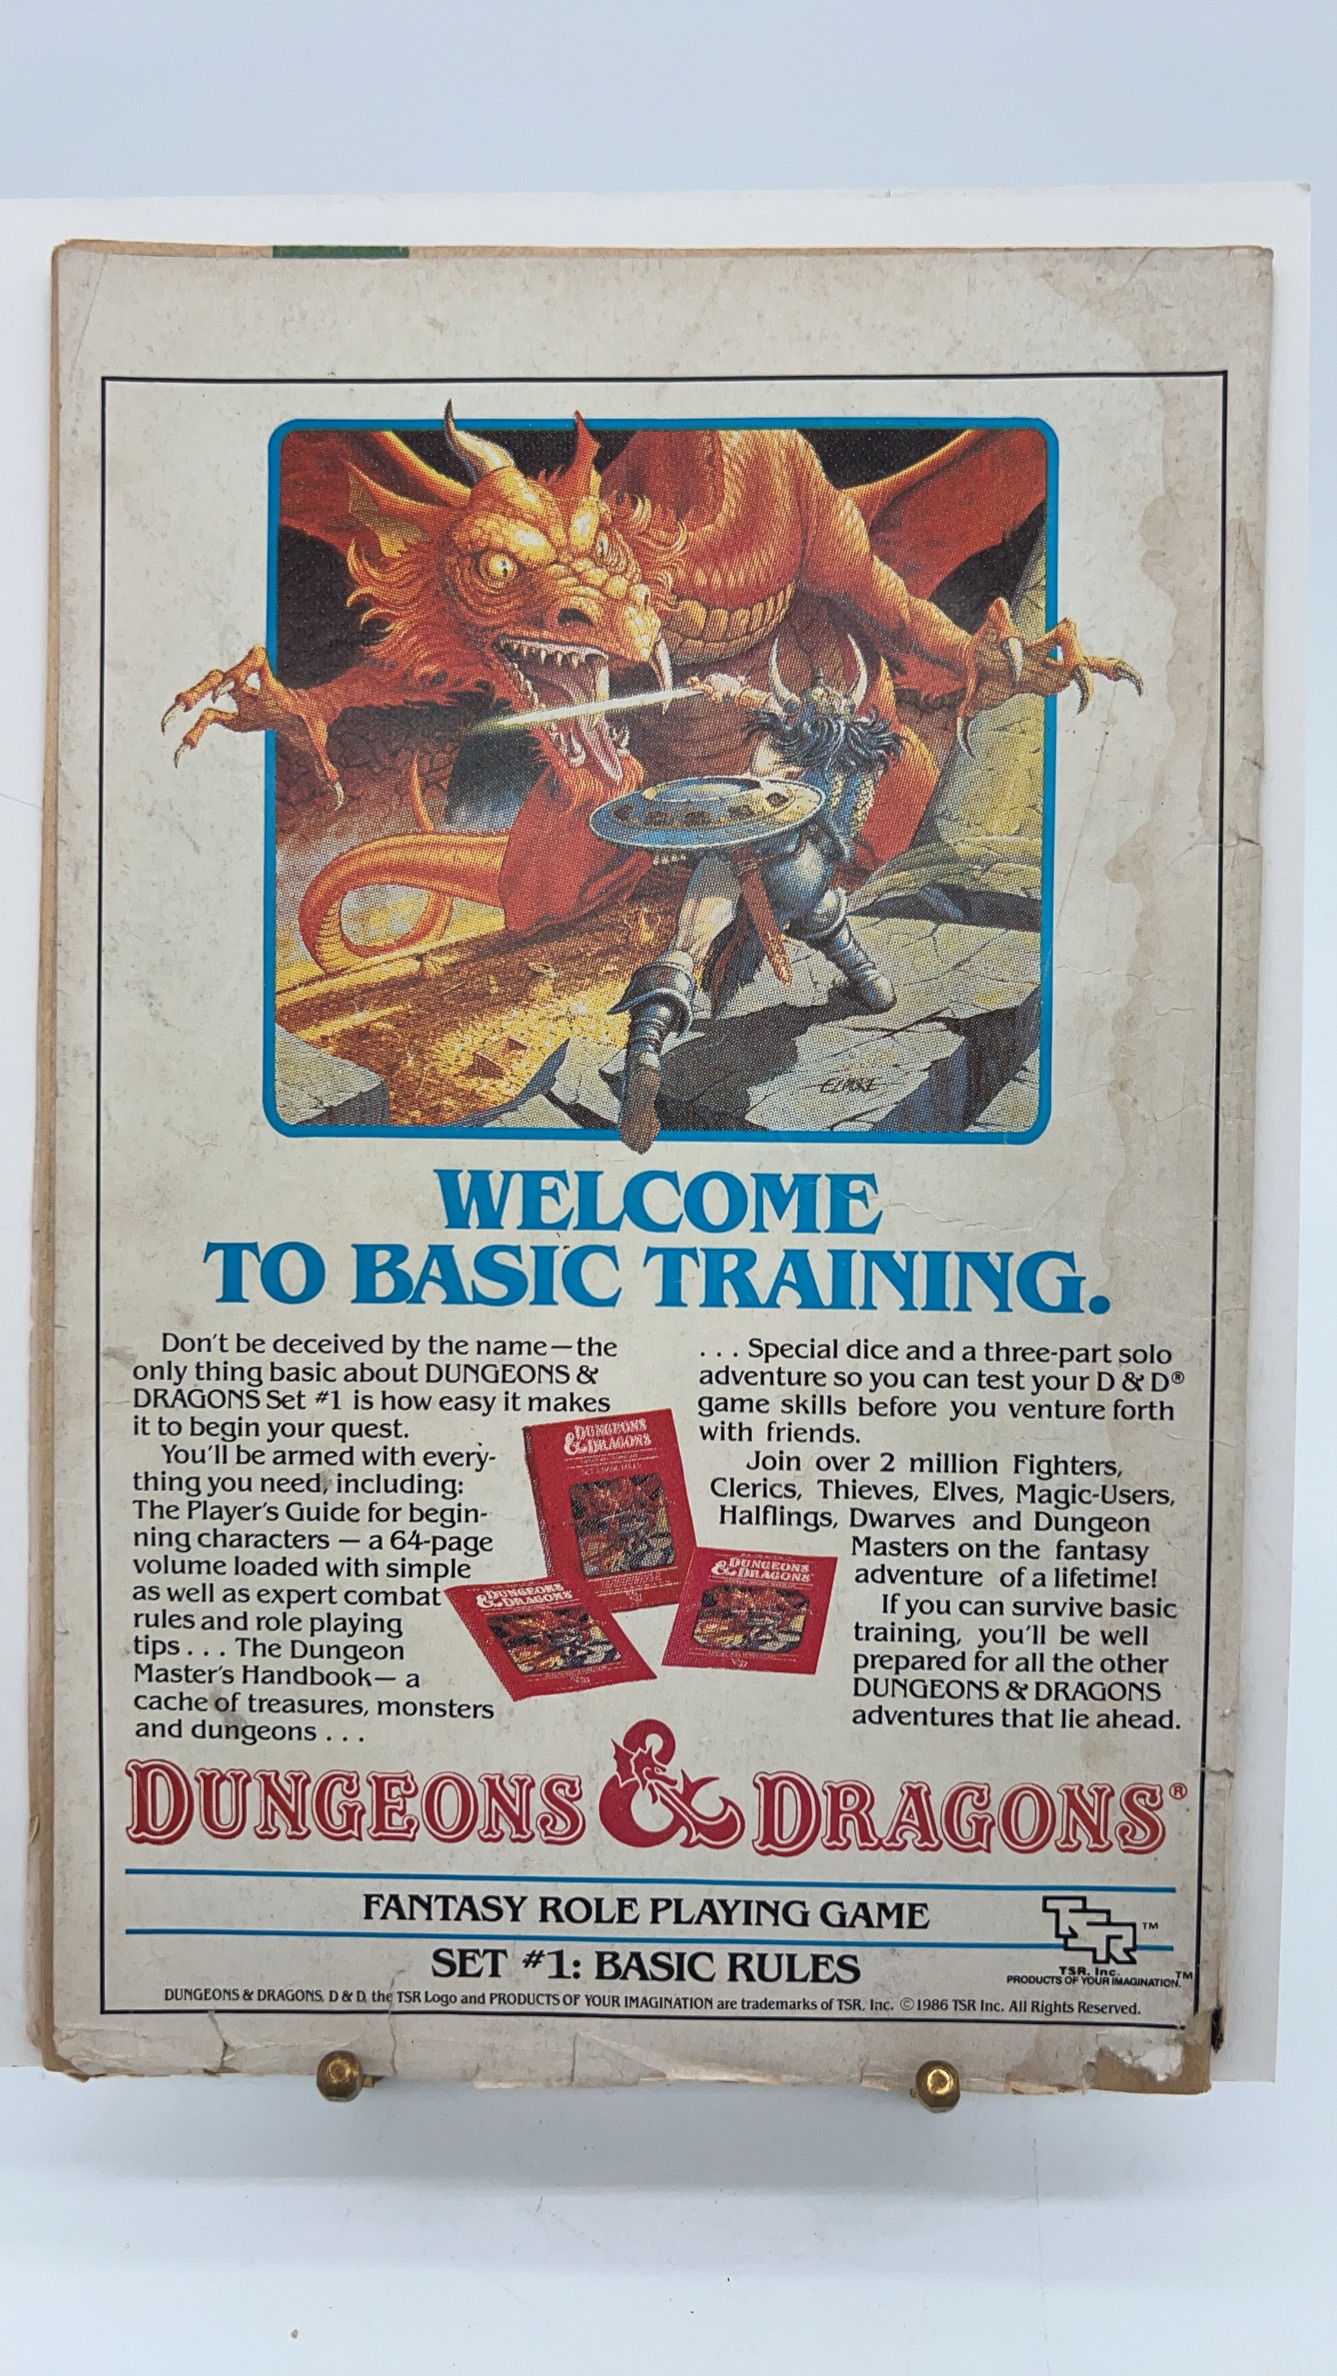 ELMORE
WELCOME
TO BASIC TRAINING.
Don't be deceived by the name—the
only thing basic about DUNGEONS &
DRAGONS Set #1 is how easy it makes
it to begin your quest.
You'll be armed with every-
thing you need, including:
The Player's Guide for begin-
ning characters — a 64-page
volume loaded with simple
as well as expert combat
rules and role playing
tips . . . The Dungeon
Master's Handbook— a
cache of treasures, monsters
and dungeons . . .
DUNGEONS
& DRAGONS
DUNGEONS
& DRAGONS
DUNGEONS
& DRAGONS
. . . Special dice and a three-part solo
adventure so you can test your D & D®
game skills before you venture forth
with friends.
Join over 2 million Fighters,
Clerics, Thieves, Elves, Magic-Users,
Halflings, Dwarves and Dungeon
Masters on the fantasy
adventure of a lifetime!
If you can survive basic
training, you'll be well
prepared for all the other
DUNGEONS & DRAGONS
adventures that lie ahead.
DUNGEONS & DRAGONS®
FANTASY ROLE PLAYING GAME
SET #1: BASIC RULES
TSR™
TSR, Inc.
PRODUCTS OF YOUR IMAGINATION.™
DUNGEONS & DRAGONS, D & D, the TSR Logo and PRODUCTS OF YOUR IMAGINATION are trademarks of TSR, Inc. ©1986 TSR Inc. All Rights Reserved.